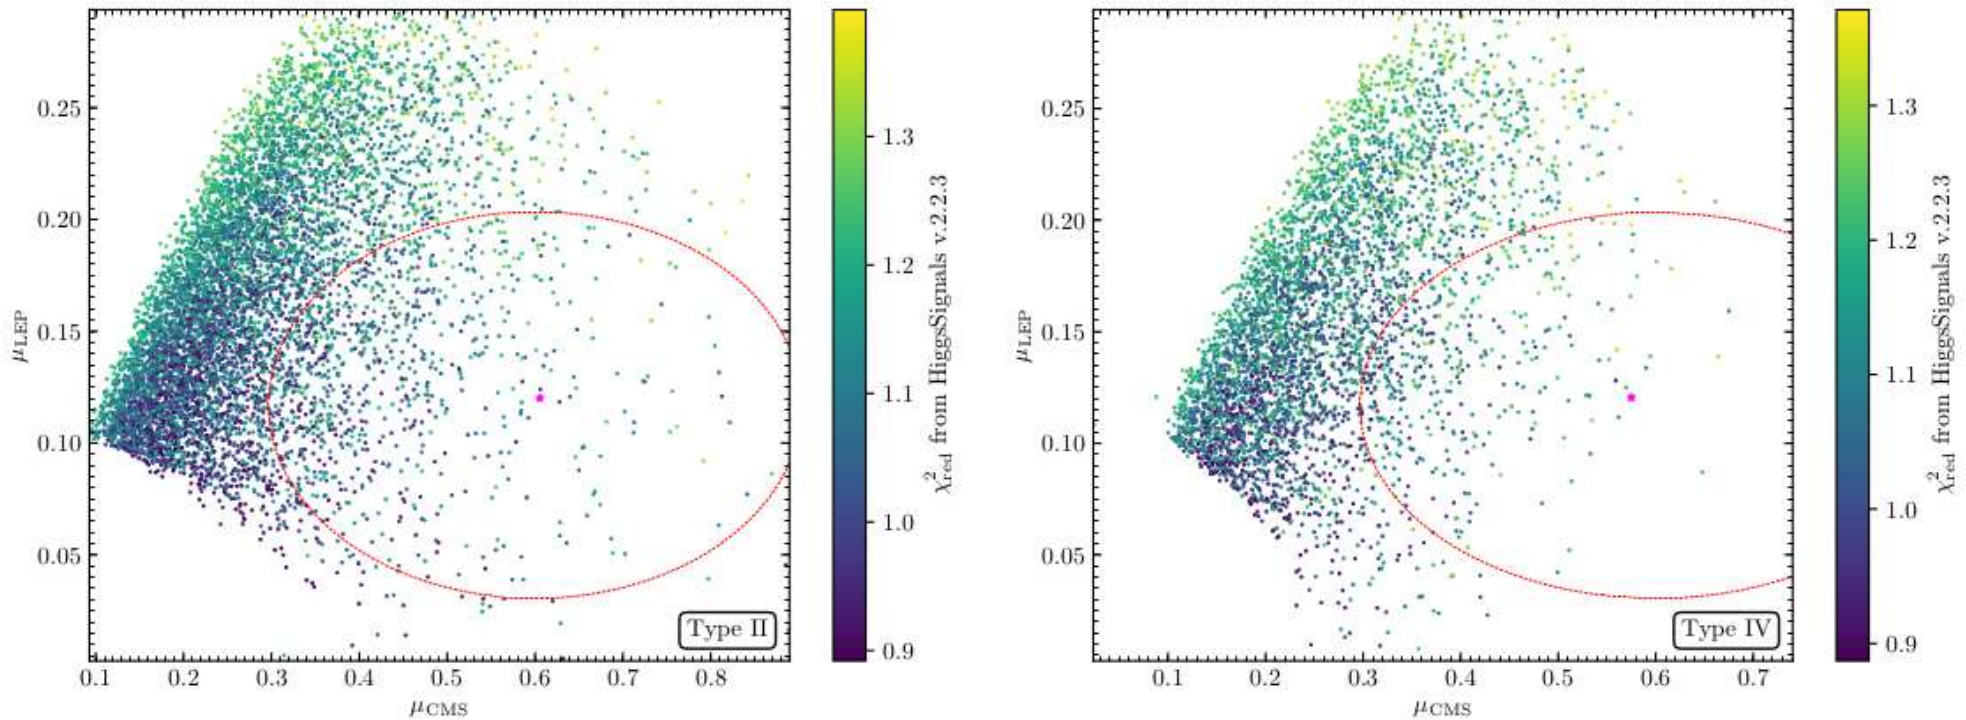 0.25
0.20
0.15
0.10
0.05
μLEP
0.1 0.2 0.3 0.4 0.5 0.6 0.7 0.8
μCMS
Type II
1.3
1.2
1.1
1.0
0.9
χ²red from HiggsSignals v.2.2.3
0.25
0.20
0.15
0.10
0.05
μLEP
0.1 0.2 0.3 0.4 0.5 0.6 0.7
μCMS
Type IV
1.3
1.2
1.1
1.0
0.9
χ²red from HiggsSignals v.2.2.3